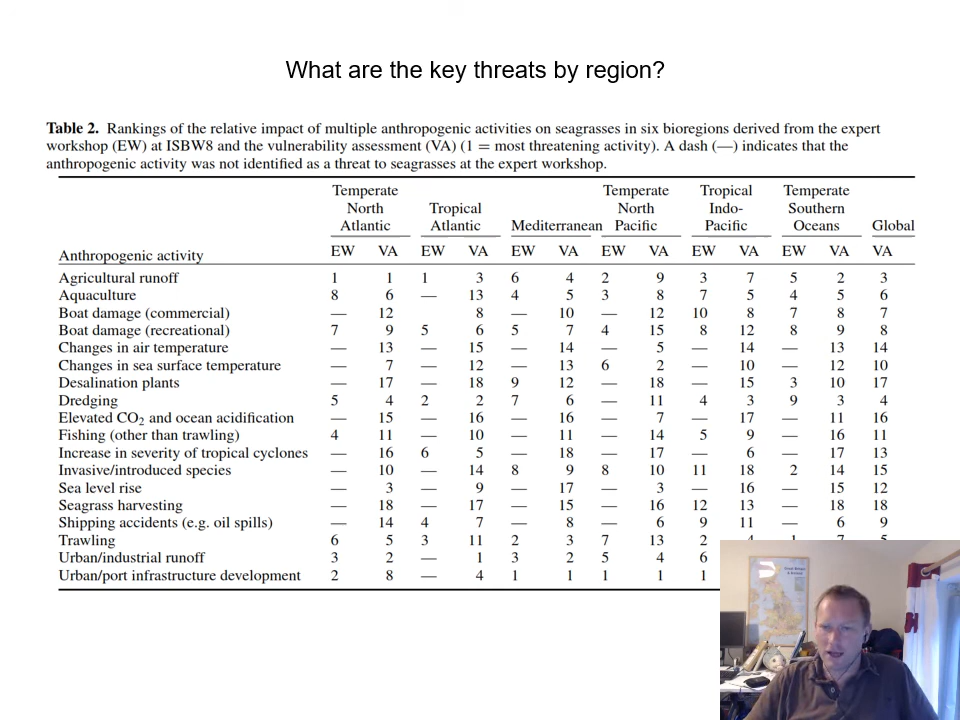 What are the key threats by region?
Table 2. Rankings of the relative impact of multiple anthropogenic activities on seagrasses in six bioregions derived from the expert
workshop (EW) at ISBW8 and the vulnerability assessment (VA) (1 = most threatening activity). A dash (—) indicates that the
anthropogenic activity was not identified as a threat to seagrasses at the expert workshop.
Temperate North Atlantic Tropical Atlantic Mediterranean Temperate North Pacific Tropical Indo-Pacific Temperate Southern Oceans Global
Anthropogenic activity EW VA EW VA EW VA EW VA EW VA EW VA VA
Agricultural runoff 1 1 1 3 6 4 2 9 3 7 5 2 3
Aquaculture 8 6 — 13 4 5 3 8 7 5 4 5 6
Boat damage (commercial) — 12 8 — 10 — 12 10 8 7 8 7
Boat damage (recreational) 7 9 5 6 5 7 4 15 8 12 8 9 8
Changes in air temperature — 13 — 15 — 14 — 5 — 14 — 13 14
Changes in sea surface temperature — 7 — 12 — 13 6 2 — 10 — 12 10
Desalination plants — 17 — 18 9 12 — 18 — 15 3 10 17
Dredging 5 4 2 2 7 6 — 11 4 3 9 3 4
Elevated CO2 and ocean acidification — 15 — 16 — 16 — 7 — 17 — 11 16
Fishing (other than trawling) 4 11 — 10 — 11 — 14 5 9 — 16 11
Increase in severity of tropical cyclones — 16 6 5 — 18 — 17 — 6 — 17 13
Invasive/introduced species — 10 — 14 8 9 8 10 11 18 2 14 15
Sea level rise — 3 — 9 — 17 — 3 — 16 — 15 12
Seagrass harvesting — 18 — 17 — 15 — 16 12 13 — 18 18
Shipping accidents (e.g. oil spills) — 14 4 7 — 8 — 6 9 11 — 6 9
Trawling 6 5 3 11 2 3 7 13 2
Urban/industrial runoff 3 2 — 1 3 2 5 4 6
Urban/port infrastructure development 2 8 — 4 1 1 1 1 1